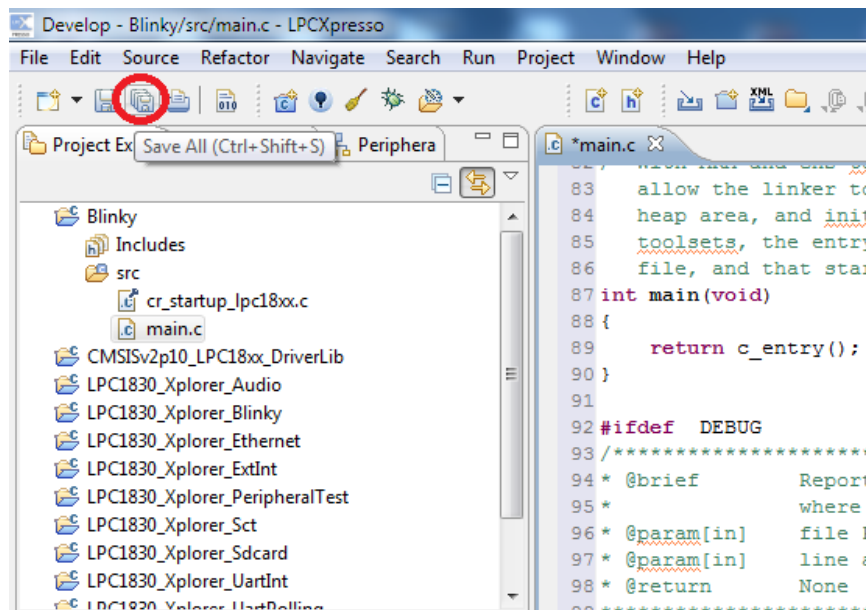 Develop - Blinky/src/main.c - LPCXpresso
File Edit Source Refactor Navigate Search Run Project Window Help
010
XML
Project Ex
Save All (Ctrl+Shift+S)
Periphera
*main.c
Blinky
Includes
src
cr_startup_lpc18xx.c
main.c
CMSISv2p10_LPC18xx_DriverLib
LPC1830_Xplorer_Audio
LPC1830_Xplorer_Blinky
LPC1830_Xplorer_Ethernet
LPC1830_Xplorer_ExtInt
LPC1830_Xplorer_PeripheralTest
LPC1830_Xplorer_Sct
LPC1830_Xplorer_Sdcard
LPC1830_Xplorer_UartInt
LPC1830_Xplorer_UartPolling
83 allow the linker to
84 heap area, and init
85 toolsets, the entry
86 file, and that star
87 int main(void)
88 {
89 return c_entry();
90 }
91
92 #ifdef DEBUG
93 /*********************
94 * @brief Report
95 * where
96 * @param[in] file
97 * @param[in] line a
98 * @return None